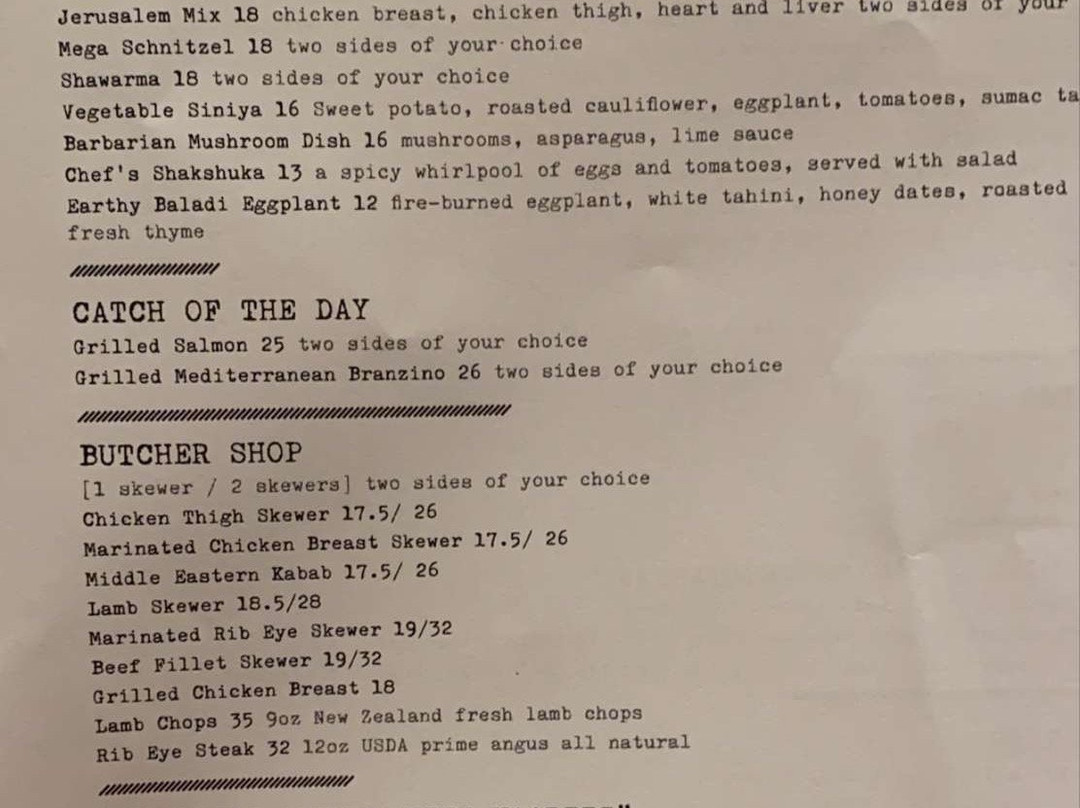 Jerusalem Mix 18 chicken breast, chicken thigh, heart and liver two sides of your
Mega Schnitzel 18 two sides of your choice
Shawarma 18 two sides of your choice
Vegetable Siniya 16 Sweet potato, roasted cauliflower, eggplant, tomatoes, sumac
Barbarian Mushroom Dish 16 mushrooms, asparagus, lime sauce
Chef's Shakshuka 13 a spicy whirlpool of eggs and tomatoes, served with salad
Earthy Baladi Eggplant 12 fire-burned eggplant, white tahini, honey dates, roasted
fresh thyme
CATCH OF THE DAY
Grilled Salmon 25 two sides of your choice
Grilled Mediterranean Branzino 26 two sides of your choice
BUTCHER SHOP
[1 skewer / 2 skewers] two sides of your choice
Chicken Thigh Skewer 17.5/ 26
Marinated Chicken Breast Skewer 17.5/ 26
Middle Eastern Kabab 17.5/ 26
Lamb Skewer 18.5/28
Marinated Rib Eye Skewer 19/32
Beef Fillet Skewer 19/32
Grilled Chicken Breast 18
Lamb Chops 35 9oz New Zealand fresh lamb chops
Rib Eye Steak 32 12oz USDA prime angus all natural